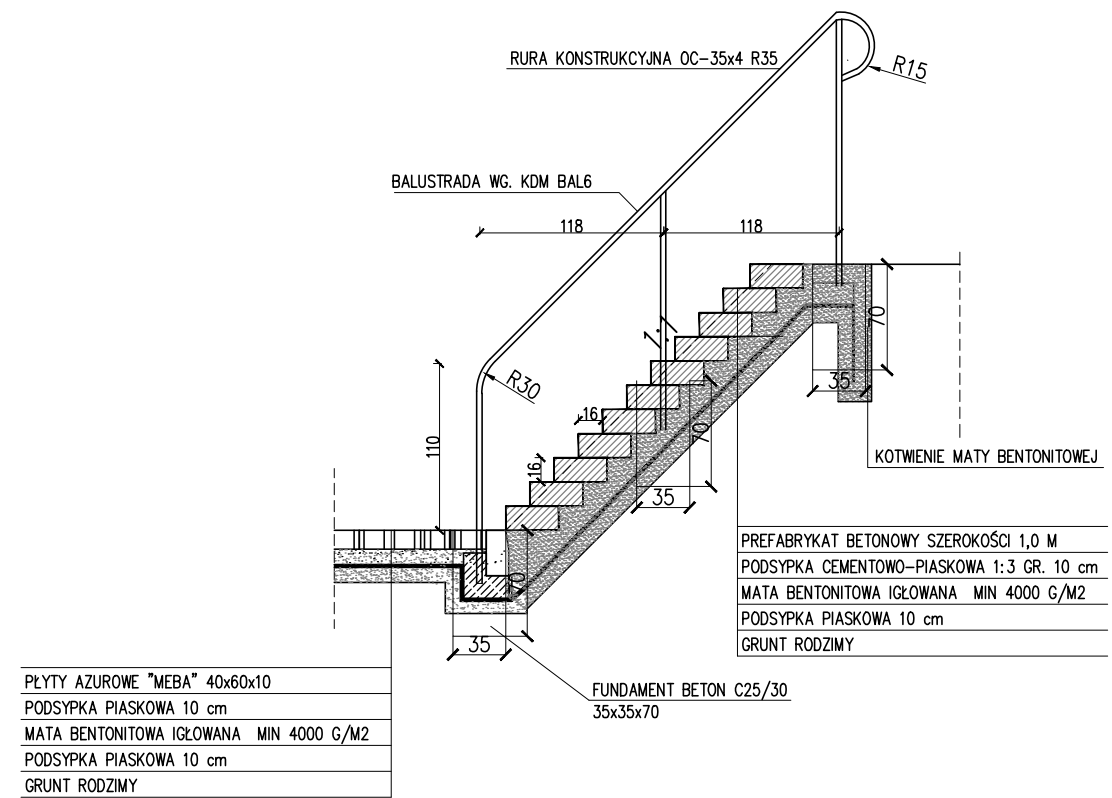 RURA KONSTRUKCYJNA OC-35x4 R35
R15
BALUSTRADA WG. KDM BAL6
118
118
1:1
70
R30
35
16
110
70
16
KOTWIENIE MATY BENTONITOWEJ
35
PREFABRYKAT BETONOWY SZEROKOŚCI 1,0 M
PODSYPKA CEMENTOWO-PIASKOWA 1:3 GR. 10 cm
MATA BENTONITOWA IGŁOWANA MIN 4000 G/M2
PODSYPKA PIASKOWA 10 cm
GRUNT RODZIMY
70
35
PŁYTY AZUROWE "MEBA" 40x60x10
PODSYPKA PIASKOWA 10 cm
MATA BENTONITOWA IGŁOWANA MIN 4000 G/M2
PODSYPKA PIASKOWA 10 cm
GRUNT RODZIMY
FUNDAMENT BETON C25/30
35x35x70